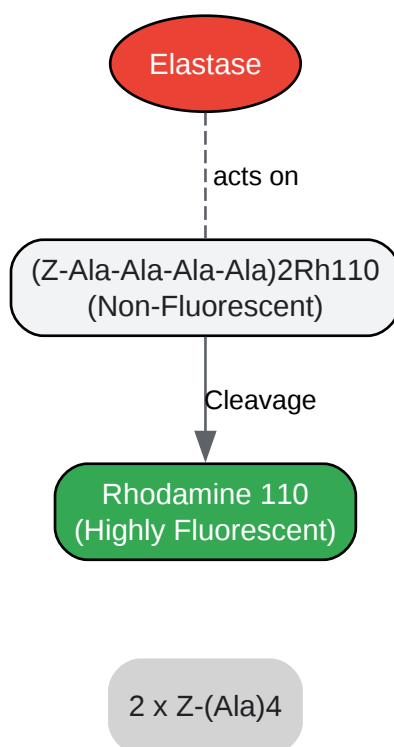 Elastase
acts on
(Z-Ala-Ala-Ala-Ala)2Rh110
(Non-Fluorescent)
Cleavage
Rhodamine 110
(Highly Fluorescent)
2 x Z-(Ala)4